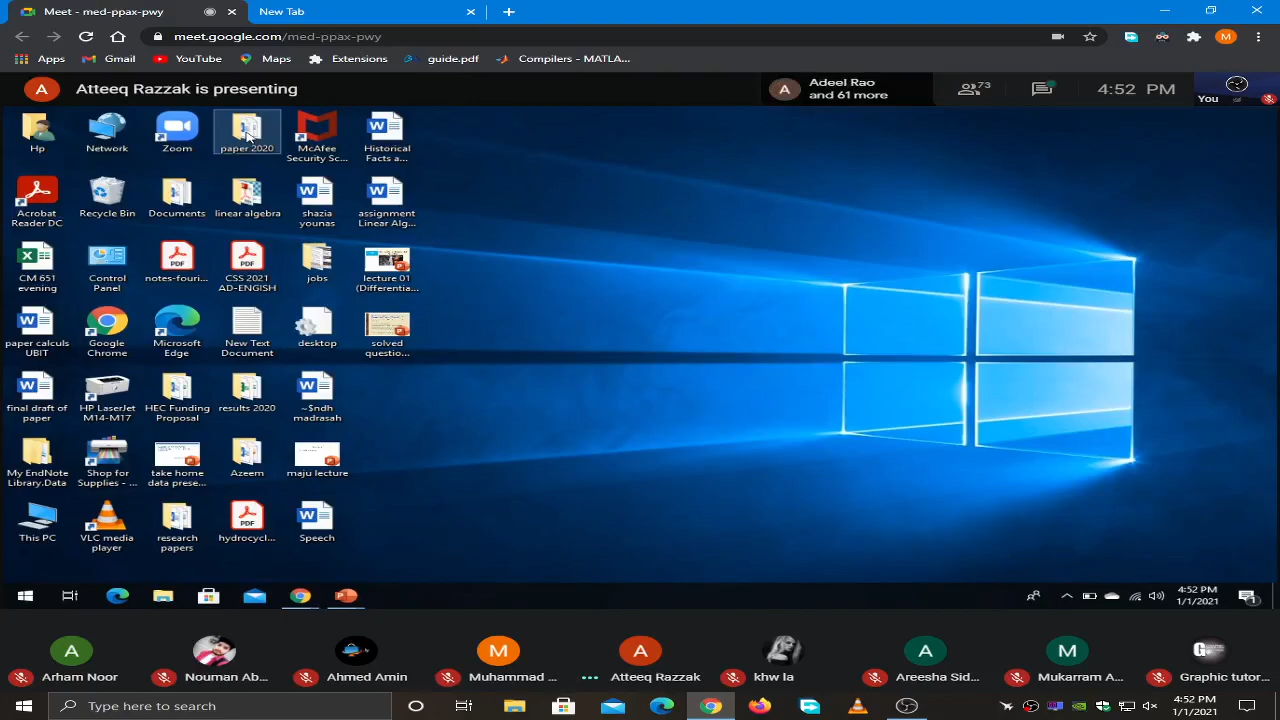 Meet - med-ppax-pwy
New Tab
meet.google.com/med-ppax-pwy
M
Apps
Gmail
YouTube
Maps
Extensions
guide.pdf
Compilers - MATLA...
A
Atteeq Razzak is presenting
A
Adeel Rao
and 61 more
73
4:52 PM
You
Hp
Network
Zoom
paper 2020
McAfee
Security Sc...
Historical
Facts a...
Acrobat
Reader DC
Recycle Bin
Documents
linear algebra
shazia
younas
assignment
Linear Alg...
CM 651
evening
Control
Panel
notes-fouri...
CSS 2021
AD-ENGISH
jobs
lecture 01
(Differentia...
paper calculs
UBIT
Google
Chrome
Microsoft
Edge
New Text
Document
desktop
solved
questio...
final draft of
paper
HP LaserJet
M14-M17
HEC Funding
Proposal
results 2020
~$ndh
madrasah
My EndNote
Library.Data
Shop for
Supplies - ...
take home
data prese...
Azeem
maju lecture
This PC
VLC media
player
research
papers
hydrocycl...
Speech
4:52 PM
1/1/2021
A
Arham Noor
Nouman Ab...
Ahmed Amin
M
Muhammad ...
A
Atteeq Razzak
khw la
A
Areesha Sid...
M
Mukarram A...
Graphic tutor...
Type here to search
4:52 PM
1/1/2021